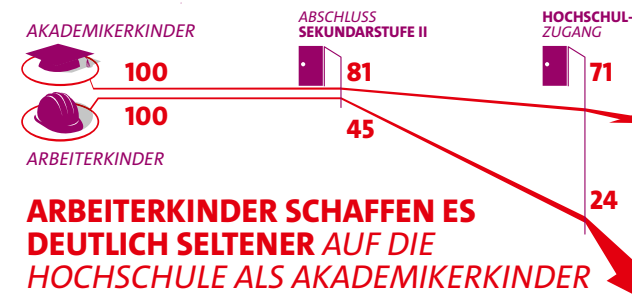 AKADEMIKERKINDER
100
100
ARBEITERKINDER
ABSCHLUSS
SEKUNDARSTUFE II
81
45
HOCHSCHUL-
ZUGANG
71
24
ARBEITERKINDER SCHAFFEN ES
DEUTLICH SELTENER AUF DIE
HOCHSCHULE ALS AKADEMIKERKINDER